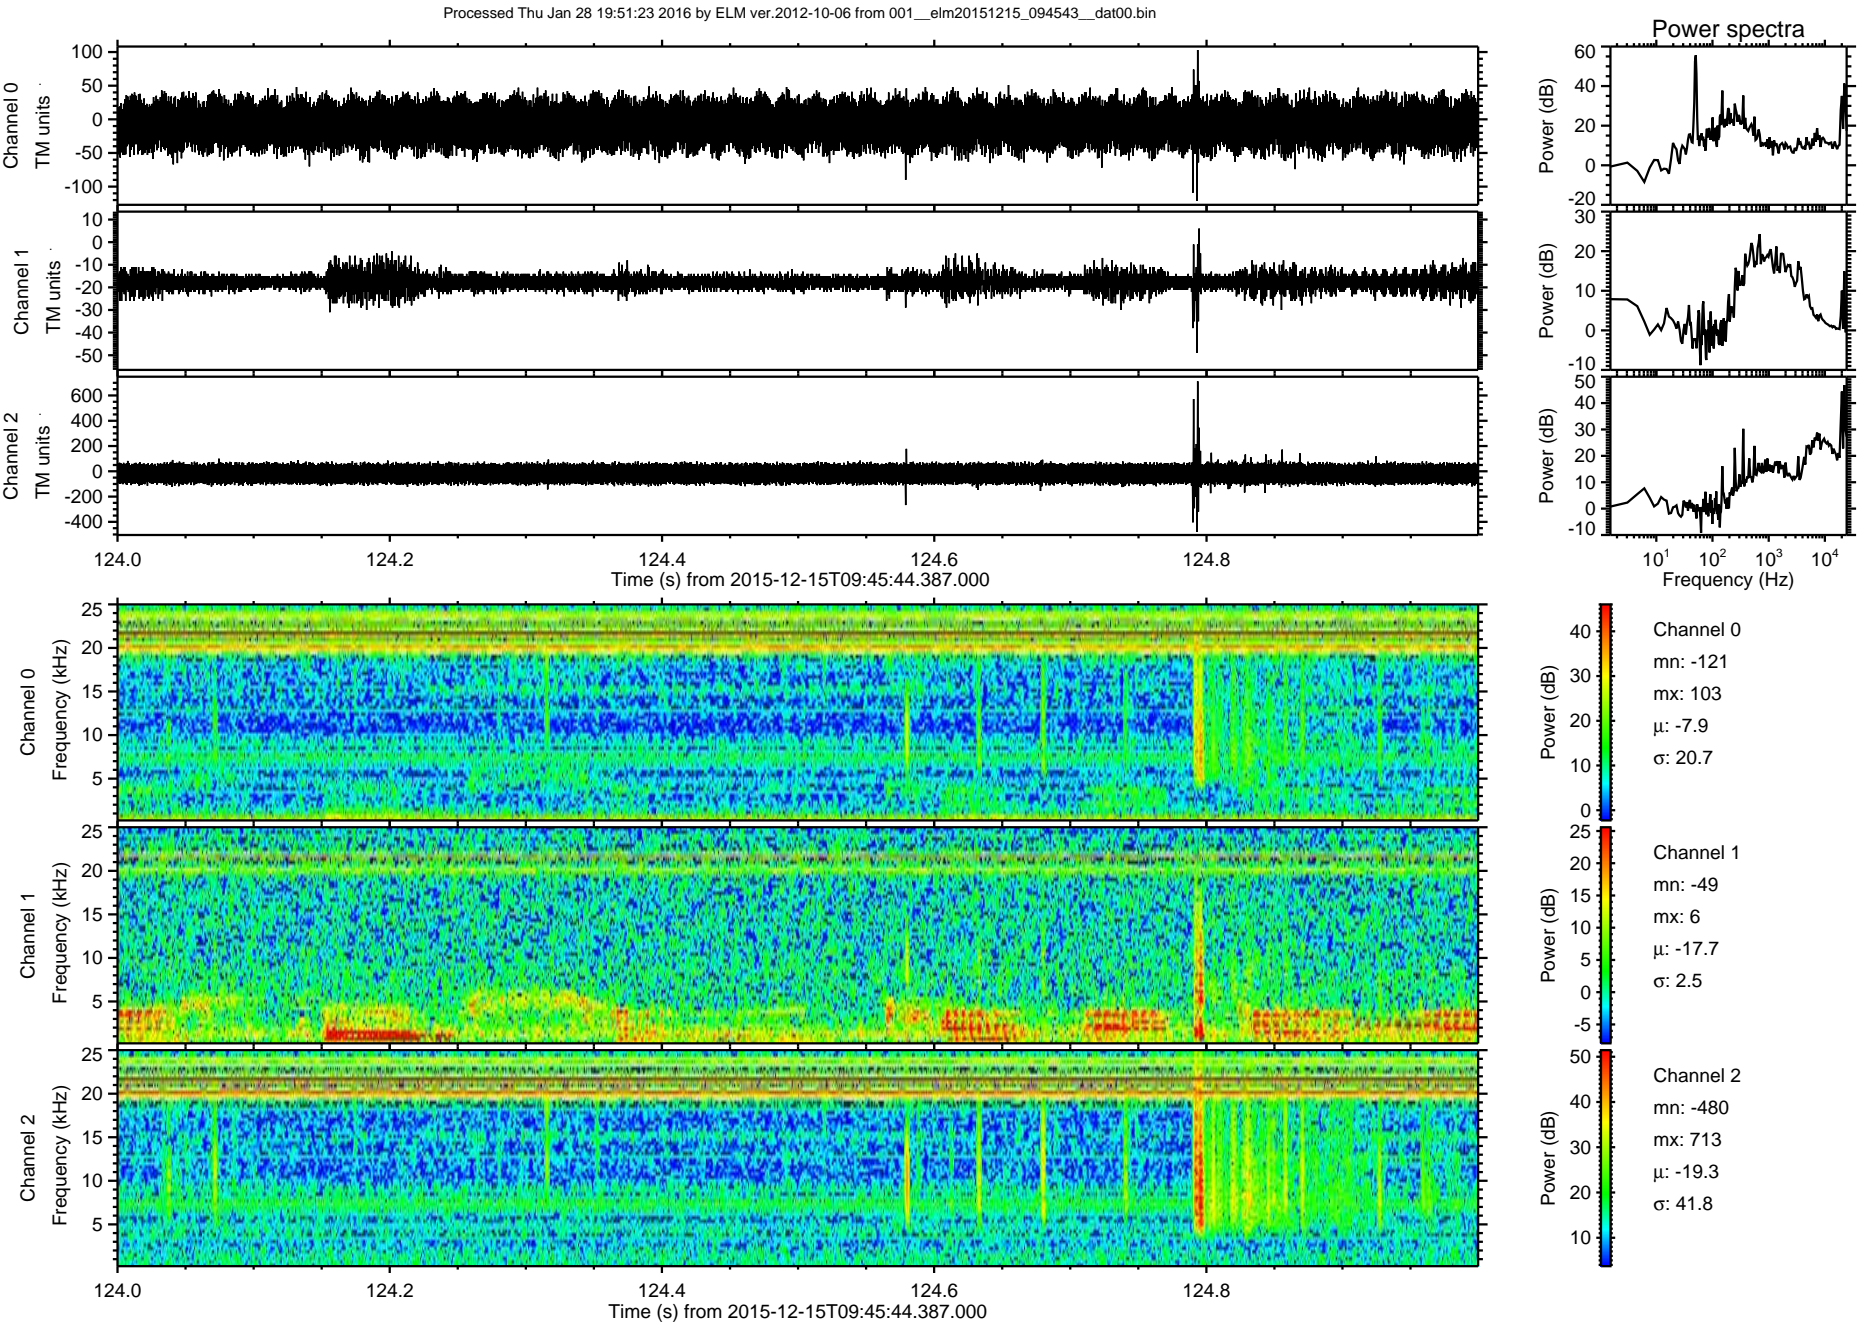 Processed Thu Jan 28 19:51:23 2016 by ELM ver.2012-10-06 from 001__elm20151215_094543__dat00.bin
Power spectra
Channel 0
TM units
100
50
0
-50
-100
Power (dB)
60
40
20
0
-20
Channel 1
TM units
10
0
-10
-20
-30
-40
-50
Power (dB)
30
20
10
0
-10
Channel 2
TM units
600
400
200
0
-200
-400
Power (dB)
50
40
30
20
10
0
-10
124.0 124.2 124.4 124.6 124.8
Time (s) from 2015-12-15T09:45:44.387.000
10^1 10^2 10^3 10^4
Frequency (Hz)
Channel 0
Frequency (kHz)
25
20
15
10
5
Power (dB)
40
30
20
10
0
Channel 0
mn: -121
mx: 103
μ: -7.9
σ: 20.7
Channel 1
Frequency (kHz)
25
20
15
10
5
Power (dB)
25
20
15
10
5
0
-5
Channel 1
mn: -49
mx: 6
μ: -17.7
σ: 2.5
Channel 2
Frequency (kHz)
25
20
15
10
5
Power (dB)
50
40
30
20
10
Channel 2
mn: -480
mx: 713
μ: -19.3
σ: 41.8
124.0 124.2 124.4 124.6 124.8
Time (s) from 2015-12-15T09:45:44.387.000